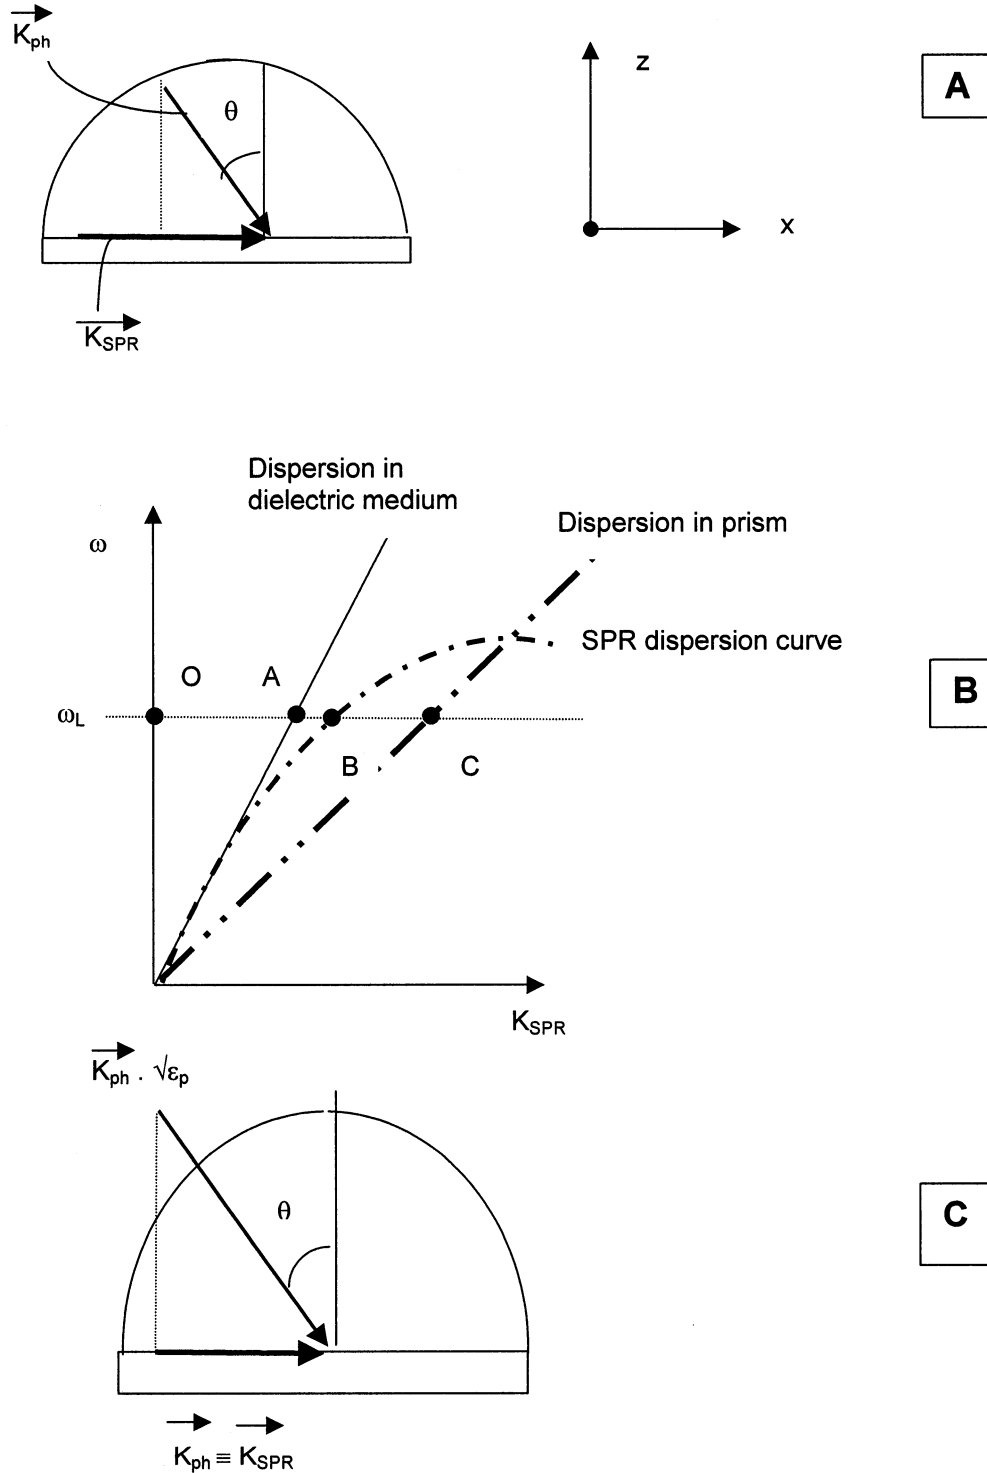 K_ph
θ
z
A
x
K_SPR
Dispersion in
dielectric medium
Dispersion in prism
ω
SPR dispersion curve
O A
B
ω_L
B C
K_SPR
K_ph . √ε_p
θ
C
K_ph ≡ K_SPR